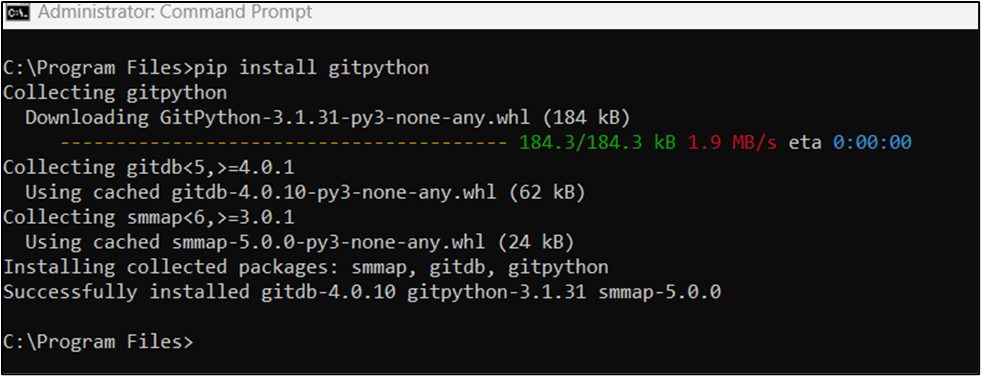 Administrator: Command Prompt
C:\Program Files>pip install gitpython
Collecting gitpython
Downloading GitPython-3.1.31-py3-none-any.whl (184 kB)
---------------------------------------- 184.3/184.3 kB 1.9 MB/s eta 0:00:00
Collecting gitdb<5,>=4.0.1
Using cached gitdb-4.0.10-py3-none-any.whl (62 kB)
Collecting smmap<6,>=3.0.1
Using cached smmap-5.0.0-py3-none-any.whl (24 kB)
Installing collected packages: smmap, gitdb, gitpython
Successfully installed gitdb-4.0.10 gitpython-3.1.31 smmap-5.0.0
C:\Program Files>